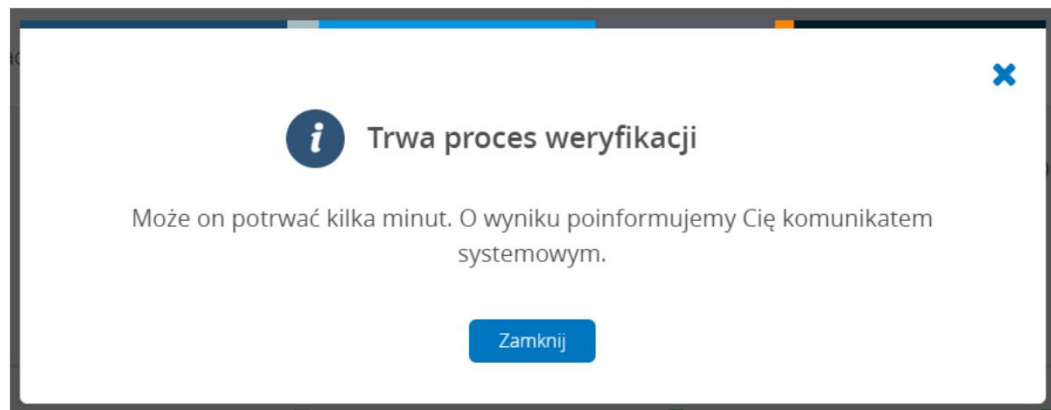 Trwa proces weryfikacji
Może on potrwać kilka minut. O wyniku poinformujemy Cię komunikatem
systemowym.
Zamknij